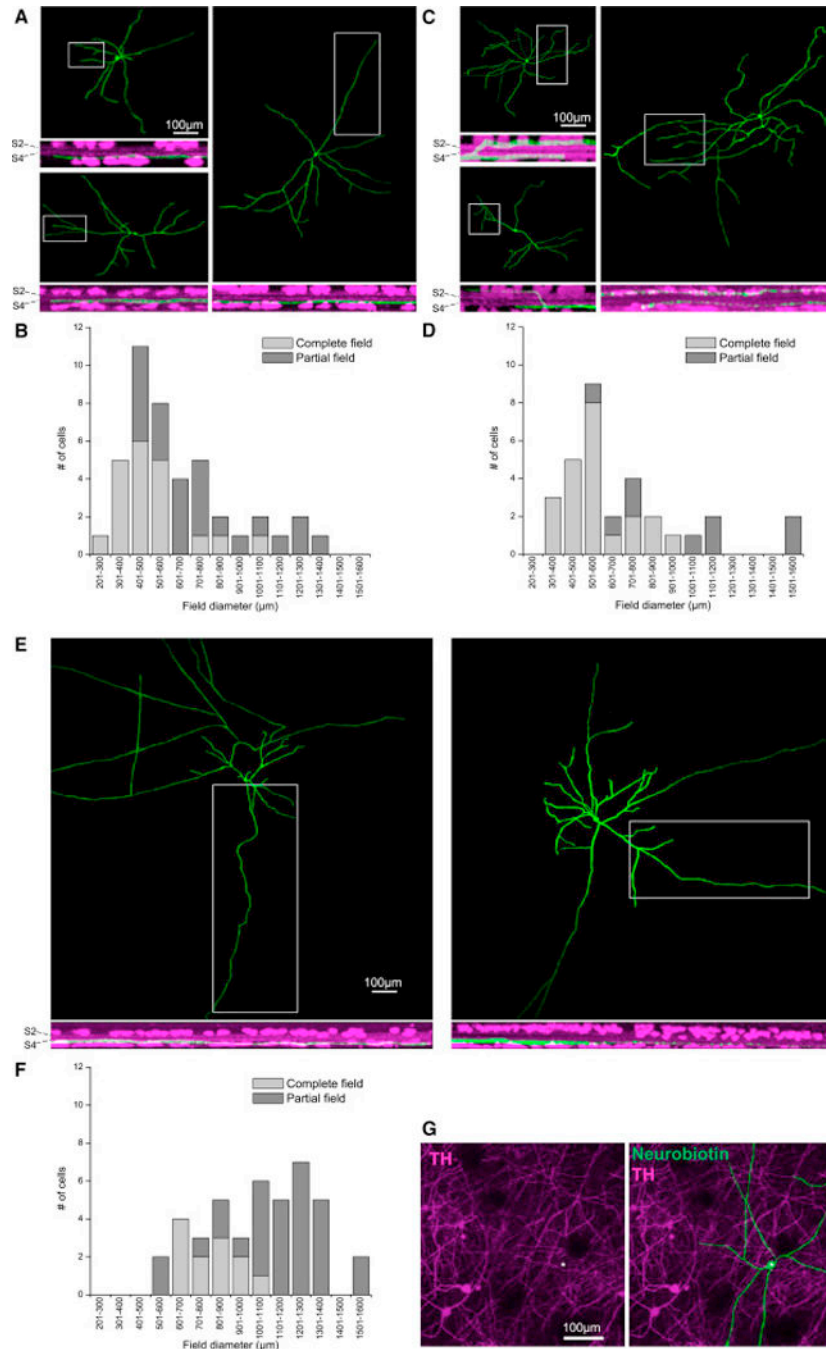 A
C
100µm
100µm
S2
S4
S2
S4
S2
S4
S2
S4
B
D
12
10
8
6
4
2
0
# of cells
Complete field
Partial field
201-300
301-400
401-500
501-600
601-700
701-800
801-900
901-1000
1001-1100
1101-1200
1201-1300
1301-1400
1401-1500
1501-1600
Field diameter (µm)
12
10
8
6
4
2
0
# of cells
Complete field
Partial field
201-300
301-400
401-500
501-600
601-700
701-800
801-900
901-1000
1001-1100
1101-1200
1201-1300
1301-1400
1401-1500
1501-1600
Field diameter (µm)
E
100µm
S2
S4
F
12
10
8
6
4
2
0
# of cells
Complete field
Partial field
201-300
301-400
401-500
501-600
601-700
701-800
801-900
901-1000
1001-1100
1101-1200
1201-1300
1301-1400
1401-1500
1501-1600
Field diameter (µm)
G
TH
100µm
Neurobiotin
TH